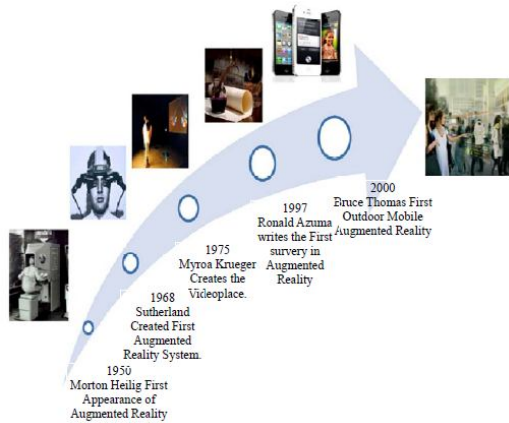 1950
Morton Heilig First
Appearance of
Augmented Reality
1968
Sutherland
Created First
Augmented
Reality System.
1975
Myroa Krueger
Creates the
Videoplace.
1997
Ronald Azuma
writes the First
survery in
Augmented
Reality
2000
Bruce Thomas First
Outdoor Mobile
Augmented Reality